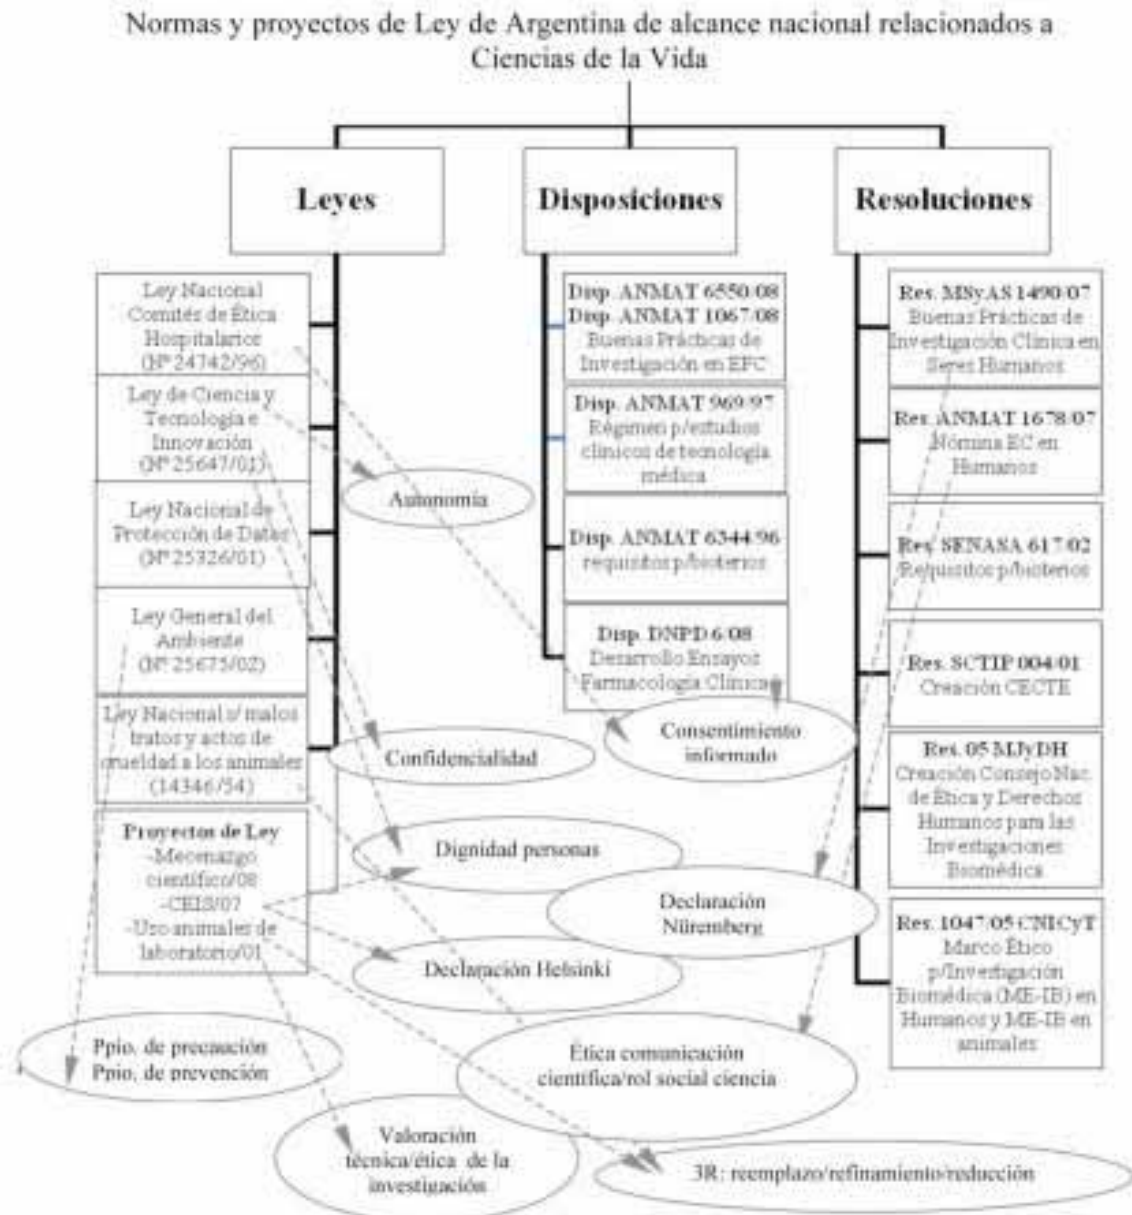 Normas y proyectos de Ley de Argentina de alcance nacional relacionados a
Ciencias de la Vida
Leyes
Ley Nacional
Comités de Ética
Hospitalarios
(Nº 24742/96)
Ley de Ciencia y
Tecnología e
Innovación
(Nº 25647/01)
Ley Nacional de
Protección de Datos
(Nº 25326/01)
Ley General del
Ambiente
(Nº 25675/02)
Ley Nacional s/ malos
tratos y actos de
crueldad a los animales
(14346/54)
Proyectos de Ley
-Mecenazgo
científico/08
-CEIS/07
-Uso animales de
laboratorio/01
Disposiciones
Disp. ANMAT 6550/08
Disp. ANMAT 1067/08
Buenas Prácticas de
Investigación en EFC
Disp. ANMAT 969/97
Régimen p/estudios
clínicos de tecnología
médica
Disp. ANMAT 6344/96
requisitos p/bioterios
Disp. DNPD 6/08
Desarrollo Ensayos
Farmacología Clínica
Resoluciones
Res. MSyAS 1490/07
Buenas Prácticas de
Investigación Clínica en
Seres Humanos
Res. ANMAT 1678/07
Nómina EC en
Humanos
Res. SENASA 617/02
Requisitos p/bioterios
Res. SCTIP 004/01
Creación CECTE
Res. 05 MJyDH
Creación Consejo Nac.
de Ética y Derechos
Humanos para las
Investigaciones
Biomédica
Res. 1047/05 CNICyT
Marco Ético
p/Investigación
Biomédica (ME-IB) en
Humanos y ME-IB en
animales
Autonomía
Consentimiento
informado
Confidencialidad
Dignidad personas
Declaración
Nüremberg
Declaración Helsinki
Ppio. de precaución
Ppio. de prevención
Ética comunicación
científica/rol social ciencia
Valoración
técnica/ética de la
investigación
3R: reemplazo/refinamiento/reducción